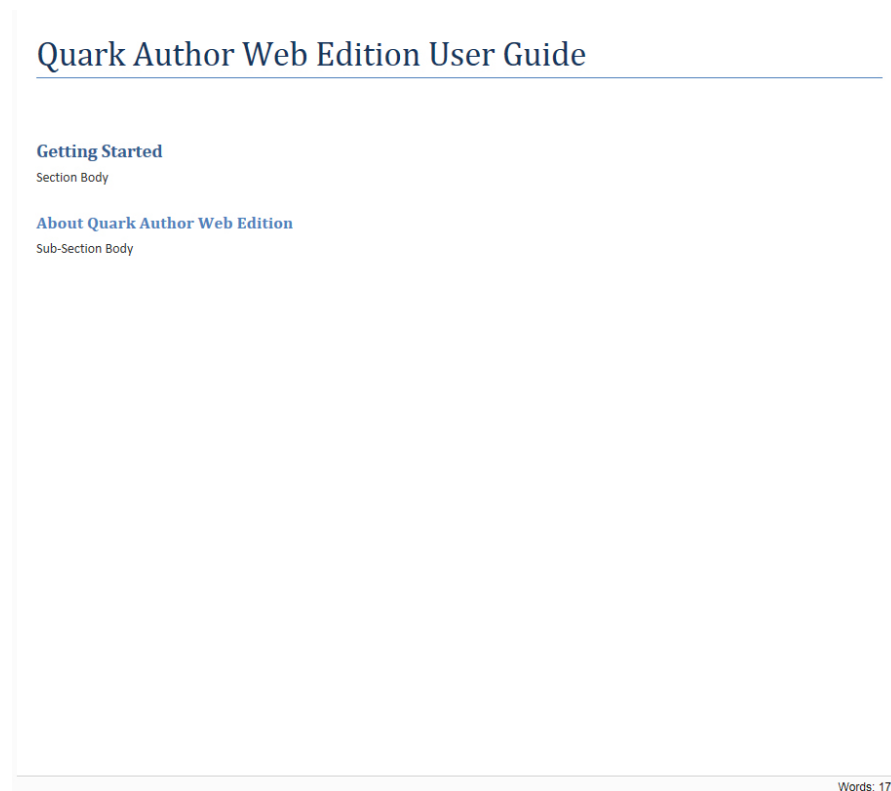 Quark Author Web Edition User Guide
Getting Started
Section Body
About Quark Author Web Edition
Sub-Section Body
Words: 17